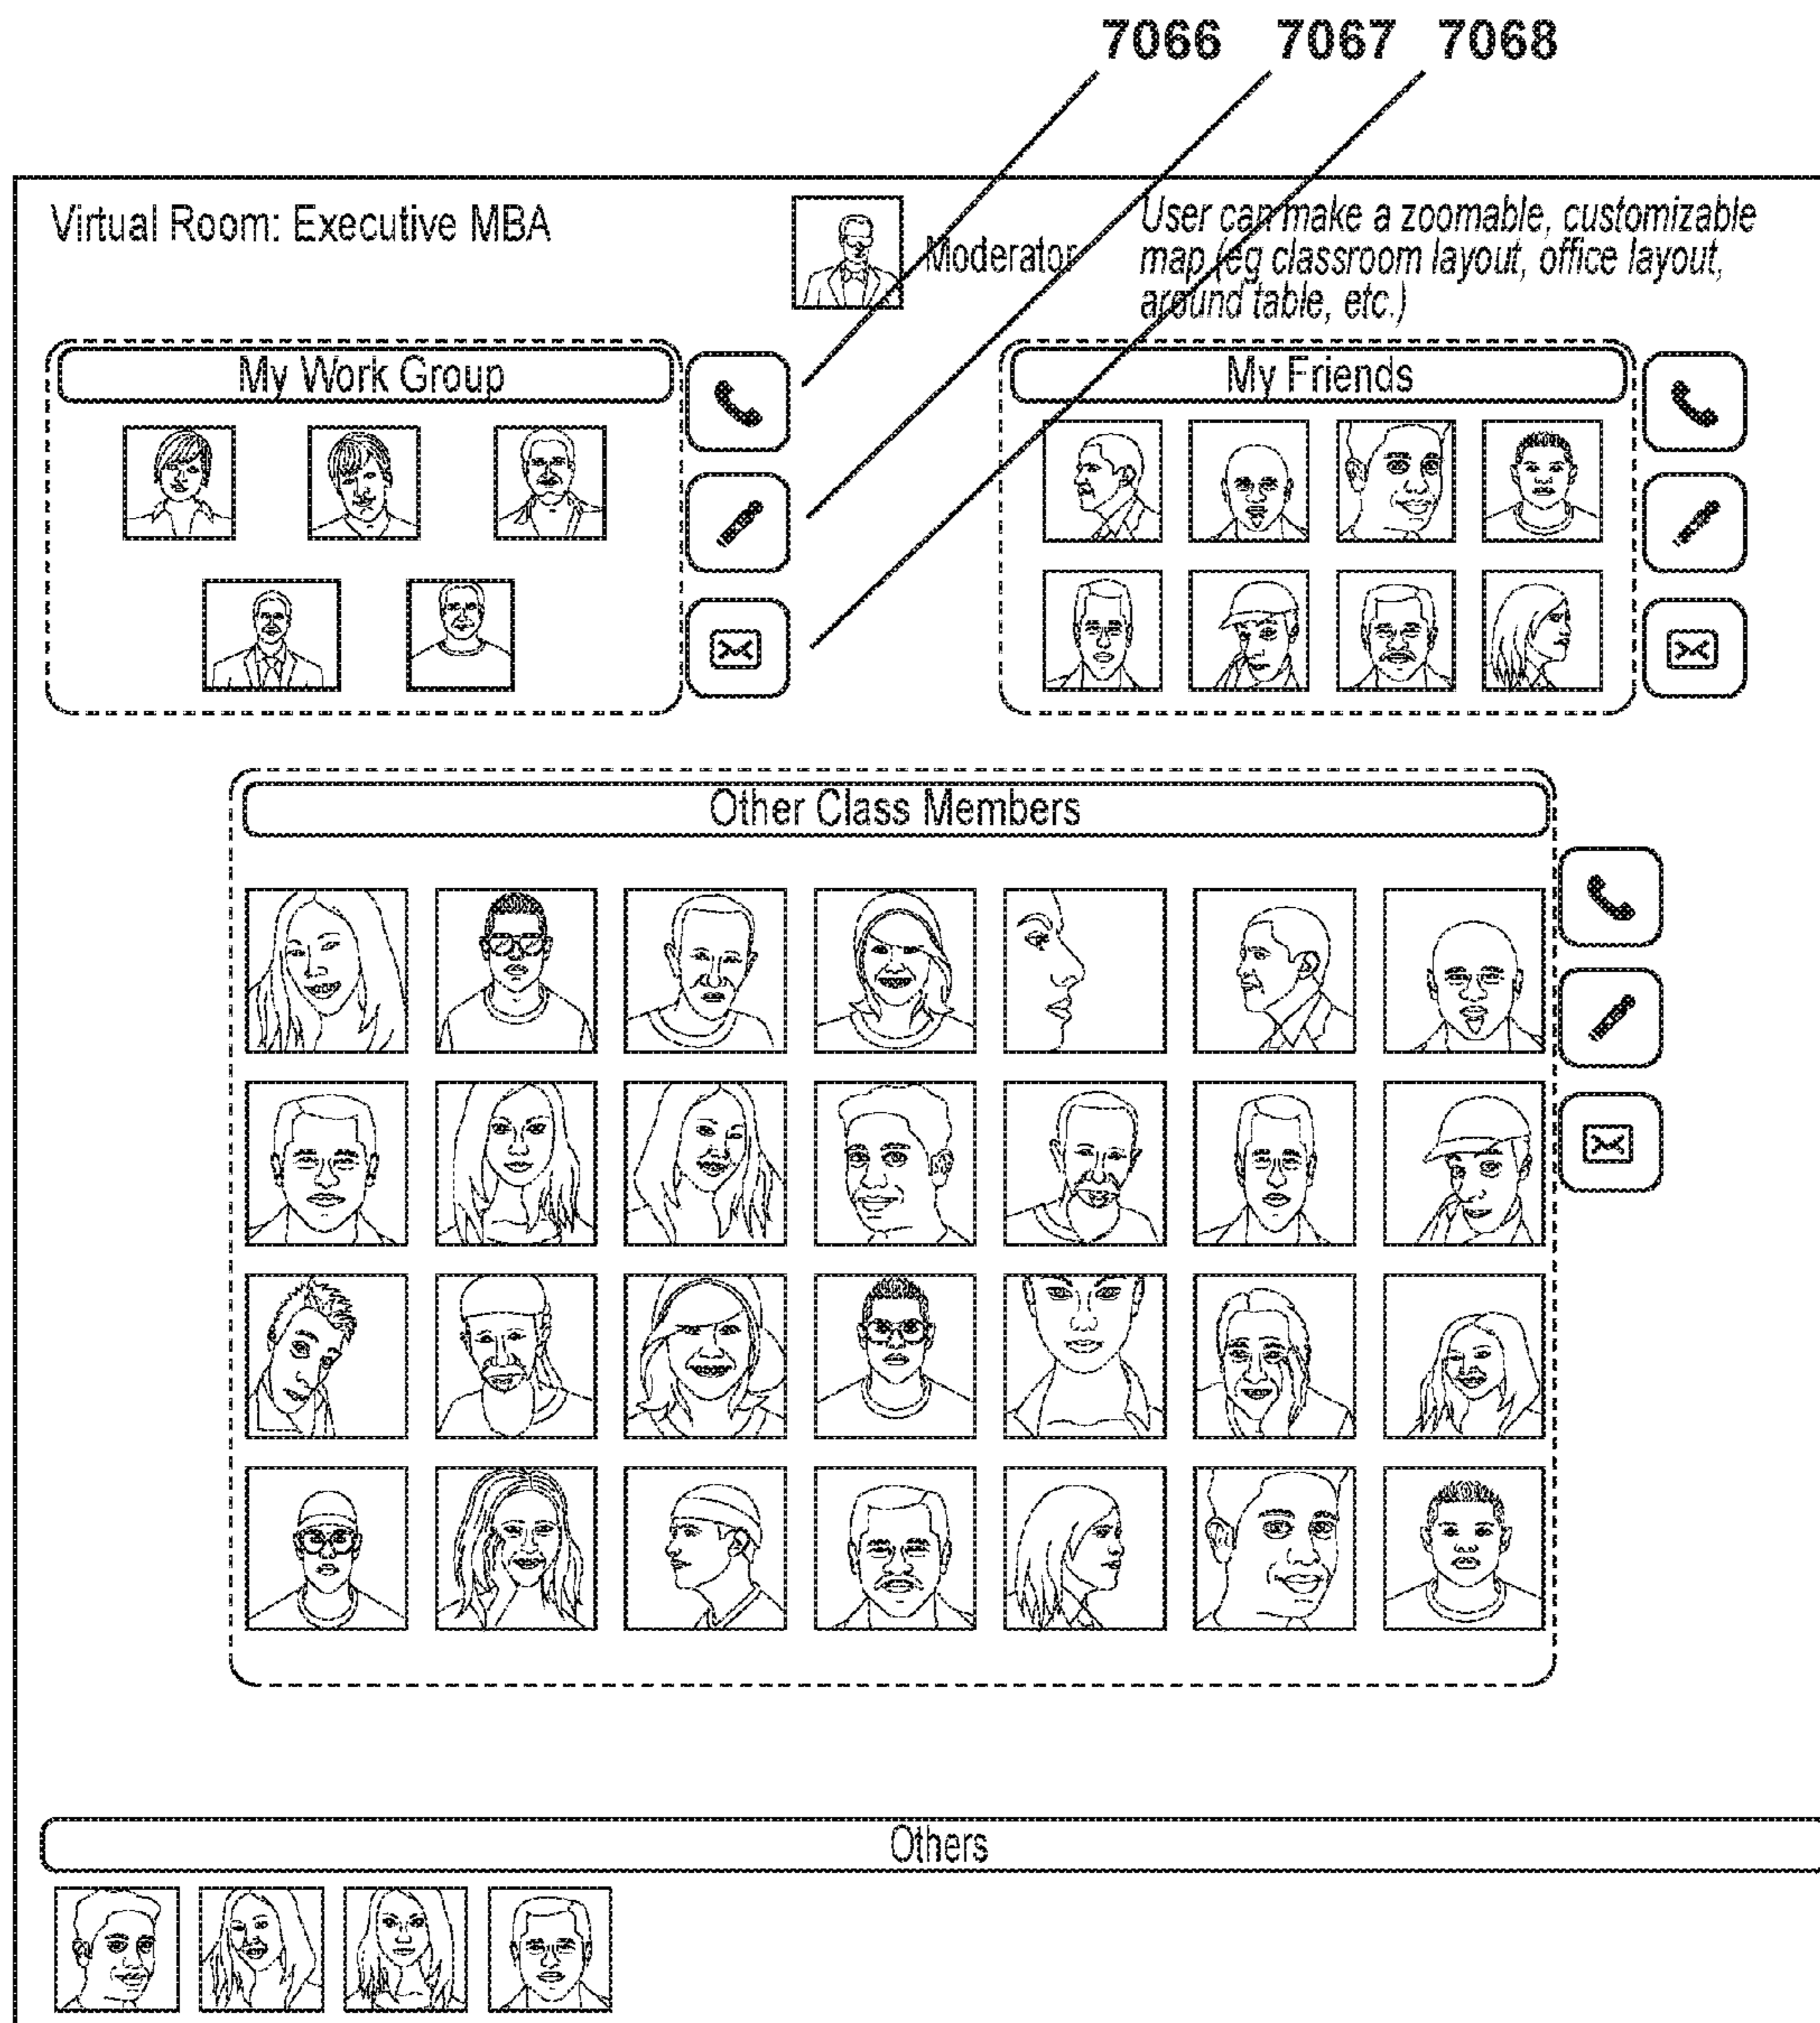 7066 7067 7068
Virtual Room: Executive MBA
Moderator
User can make a zoomable, customizable
map (eg classroom layout, office layout,
around table, etc.)
My Work Group
My Friends
Other Class Members
Others